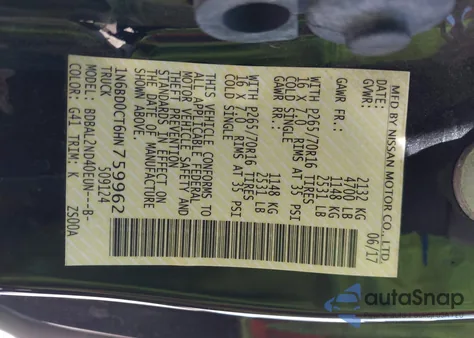 MFD BY NISSAN MOTOR CO., LTD
06/17
GVWR: 2132 KG
4700 LB
GAWR FR.: 1148 KG
2531 LB
WITH P265/70R16 TIRES
16 X 7.0 RIMS AT 35 PSI
COLD SINGLE
GAWR RR.: 1148 KG
2531 LB
WITH P265/70R16 TIRES
16 X 7.0 RIMS AT 35 PSI
COLD SINGLE
THIS VEHICLE CONFORMS TO
ALL APPLICABLE FEDERAL
MOTOR VEHICLE SAFETY AND
THEFT PREVENTION
STANDARDS IN EFFECT ON
THE DATE OF MANUFACTURE
SHOWN ABOVE.
1N6BD0CT6HN759962
TRUCK 509124
MODEL: BDBAL2ND40EUN---B-
COLOR: G41 TRIM: K ZS00A
autoSnap